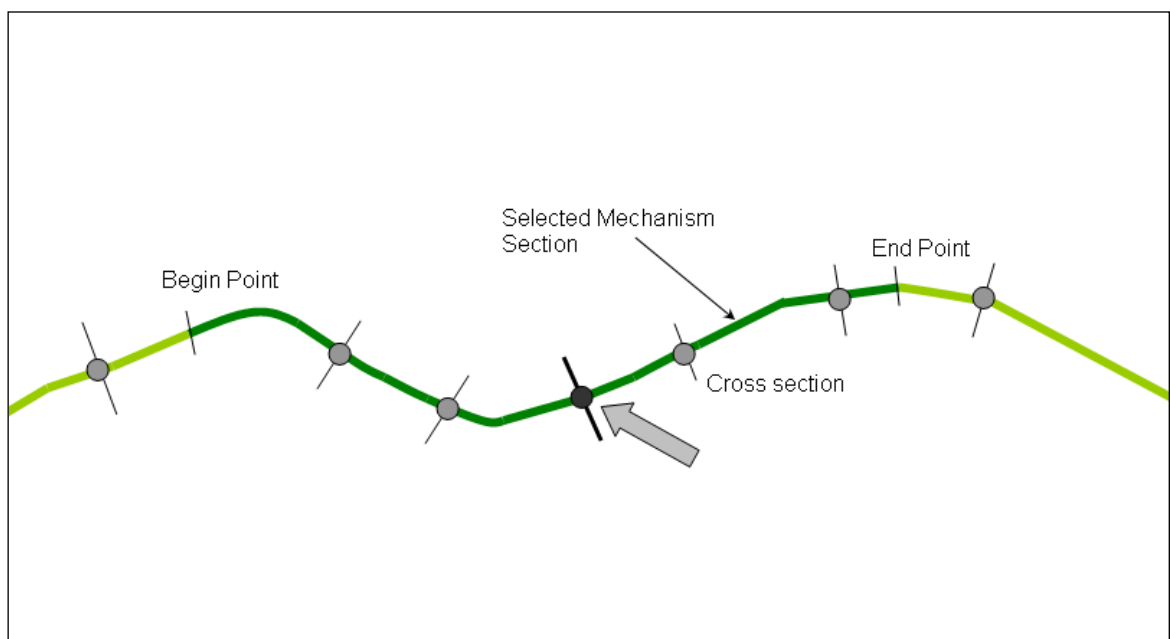 Selected Mechanism
Section
End Point
Begin Point
Cross section